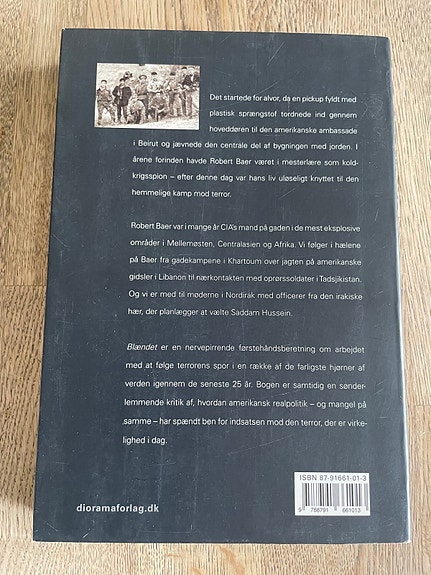 Det startede for alvor, da en pickup fyldt med
plastisk sprængstof tordnede ind gennem
hoveddøren til den amerikanske ambassade
i Beirut og jævnede den centrale del af bygningen med jorden. I
årene forinden havde Robert Baer været i mesterlære som kold-
krigsspion – efter denne dag var hans liv uløseligt knyttet til den
hemmelige kamp mod terror.
Robert Baer var i mange år CIA's mand på gaden i de mest eksplosive
områder i Mellemøsten, Centralasien og Afrika. Vi følger i hælene
på Baer fra gadekampene i Khartoum over jagten på amerikanske
gidsler i Libanon til nærkontakten med oprørssoldater i Tadsjikistan.
Og vi er med til møderne i Nordirak med officerer fra den irakiske
hær, der planlægger at vælte Saddam Hussein.
Blændet er en nervepirrende førstehåndsberetning om arbejdet
med at følge terrorens spor i en række af de farligste hjørner af
verden igennem de seneste 25 år. Bogen er samtidig en sønder-
lemmende kritik af, hvordan amerikansk realpolitik – og mangel på
samme – har spændt ben for indsatsen mod den terror, der er virke-
lighed i dag.
ISBN 87-91661-01-3
9 788791 661013
dioramaforlag.dk